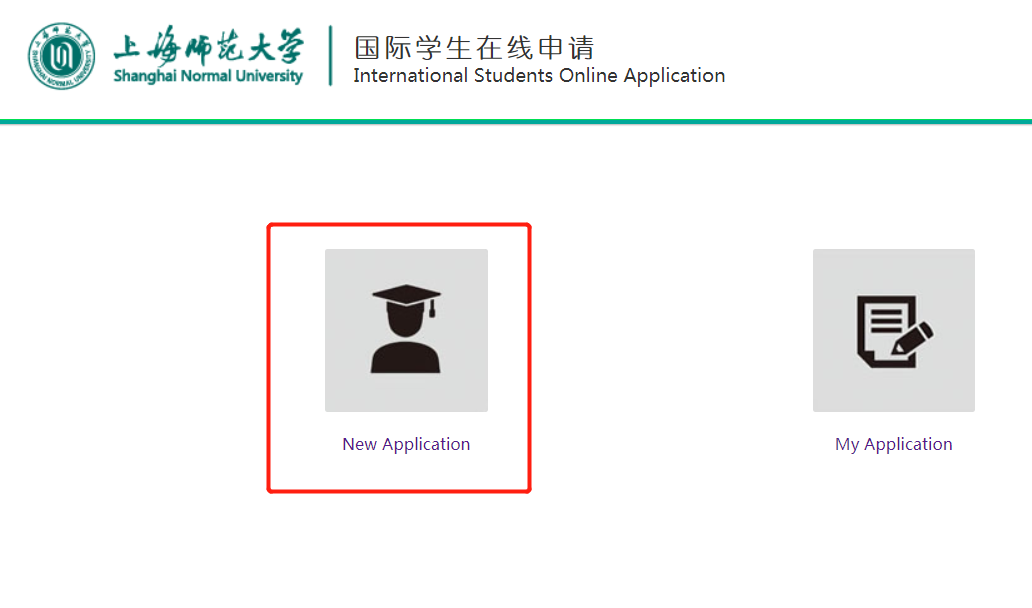 上海师范大学
Shanghai Normal University
国际学生在线申请
International Students Online Application
New Application
My Application